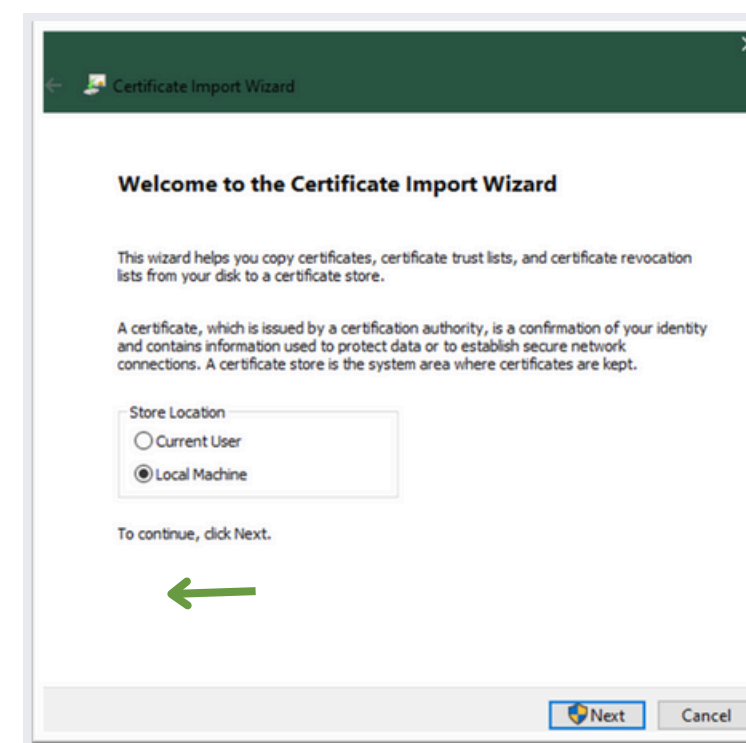 Certificate Import Wizard
Welcome to the Certificate Import Wizard
This wizard helps you copy certificates, certificate trust lists, and certificate revocation
lists from your disk to a certificate store.
A certificate, which is issued by a certification authority, is a confirmation of your identity
and contains information used to protect data or to establish secure network
connections. A certificate store is the system area where certificates are kept.
Store Location
Current User
Local Machine
To continue, click Next.
Next
Cancel